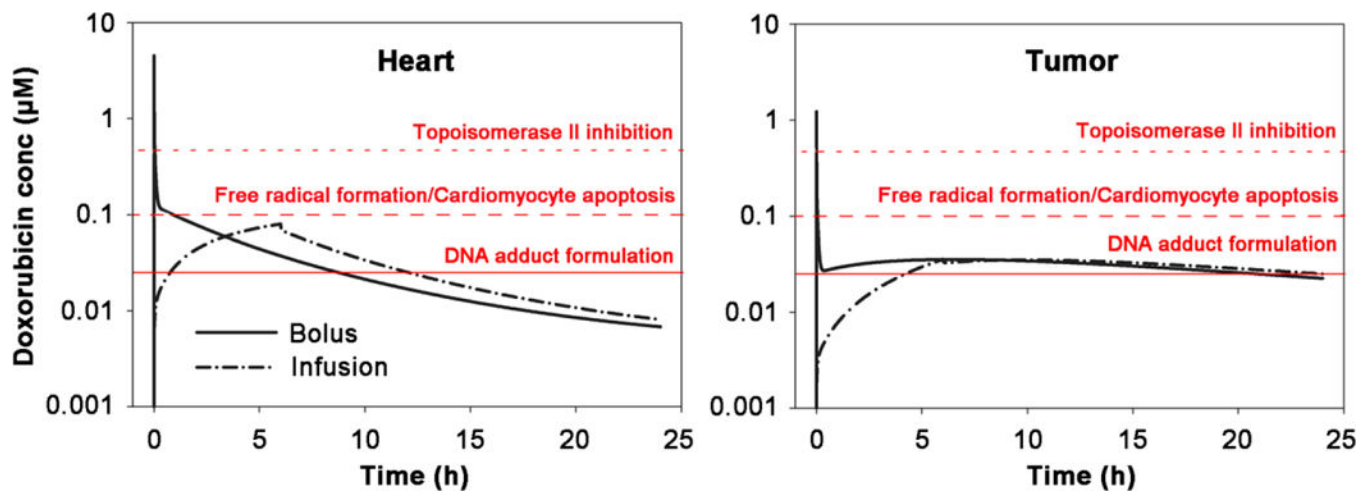 Heart
Doxorubicin conc (µM)
10
1
0.1
0.01
0.001
Topoisomerase II inhibition
Free radical formation/Cardiomyocyte apoptosis
DNA adduct formulation
Bolus
Infusion
0 5 10 15 20 25
Time (h)
Tumor
10
1
0.1
0.01
0.001
Topoisomerase II inhibition
Free radical formation/Cardiomyocyte apoptosis
DNA adduct formulation
0 5 10 15 20 25
Time (h)